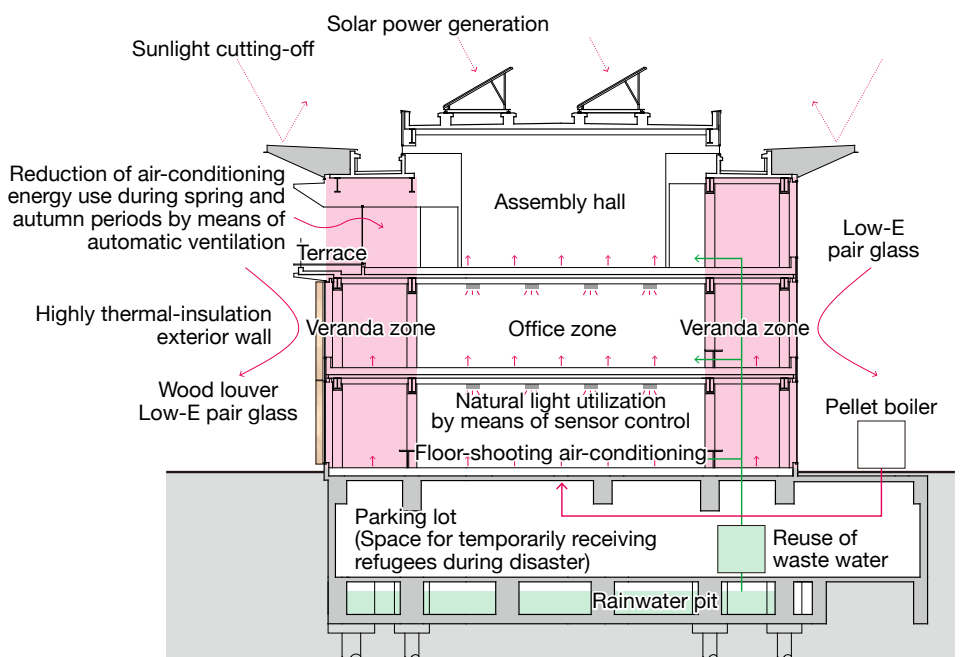 Solar power generation
Sunlight cutting-off
Reduction of air-conditioning
energy use during spring and
autumn periods by means of
automatic ventilation
Assembly hall
Low-E
pair glass
Terrace
Highly thermal-insulation
exterior wall
Veranda zone
Office zone
Veranda zone
Wood louver
Low-E pair glass
Natural light utilization
by means of sensor control
Pellet boiler
Floor-shooting air-conditioning
Parking lot
(Space for temporarily receiving
refugees during disaster)
Reuse of
waste water
Rainwater pit